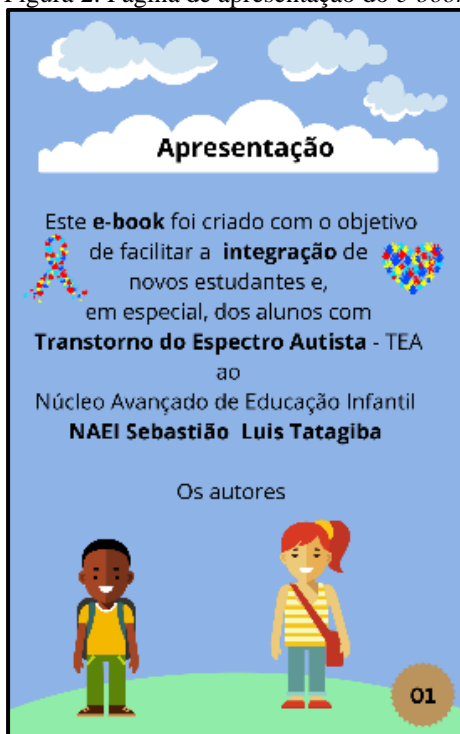 Figura 2: Página de apresentação do e-book
Apresentação
Este e-book foi criado com o objetivo
de facilitar a integração de
novos estudantes e,
em especial, dos alunos com
Transtorno do Espectro Autista - TEA
ao
Núcleo Avançado de Educação Infantil
NAEI Sebastião Luis Tatagiba
Os autores
01